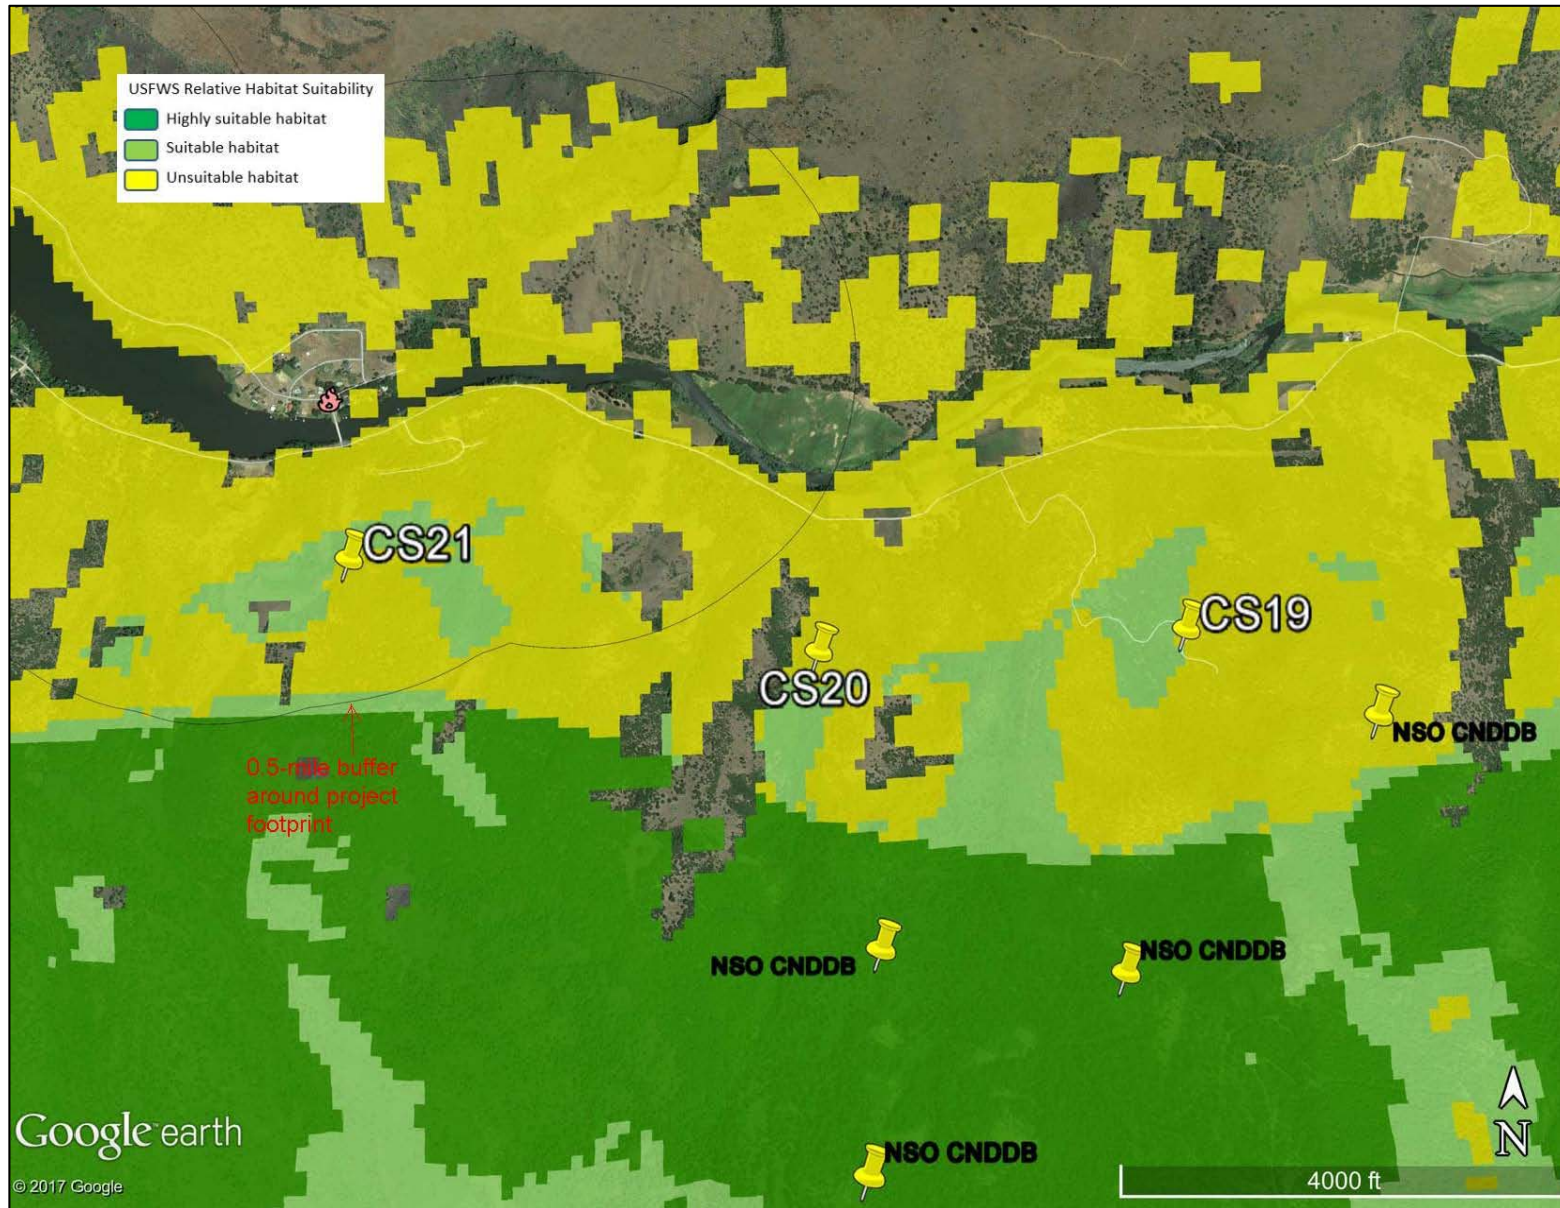 USFWS Relative Habitat Suitability
Highly suitable habitat
Suitable habitat
Unsuitable habitat
CS21
CS19
CS20
NSO CNDDB
0.5-mile buffer
around project
footprint
NSO CNDDB
NSO CNDDB
NSO CNDDB
Google earth
© 2017 Google
N
4000 ft